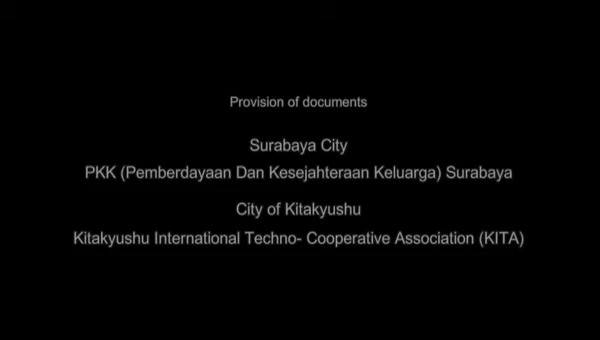 Provision of documents
Surabaya City
PKK (Pemberdayaan Dan Kesejahteraan Keluarga) Surabaya
City of Kitakyushu
Kitakyushu International Techno- Cooperative Association (KITA)